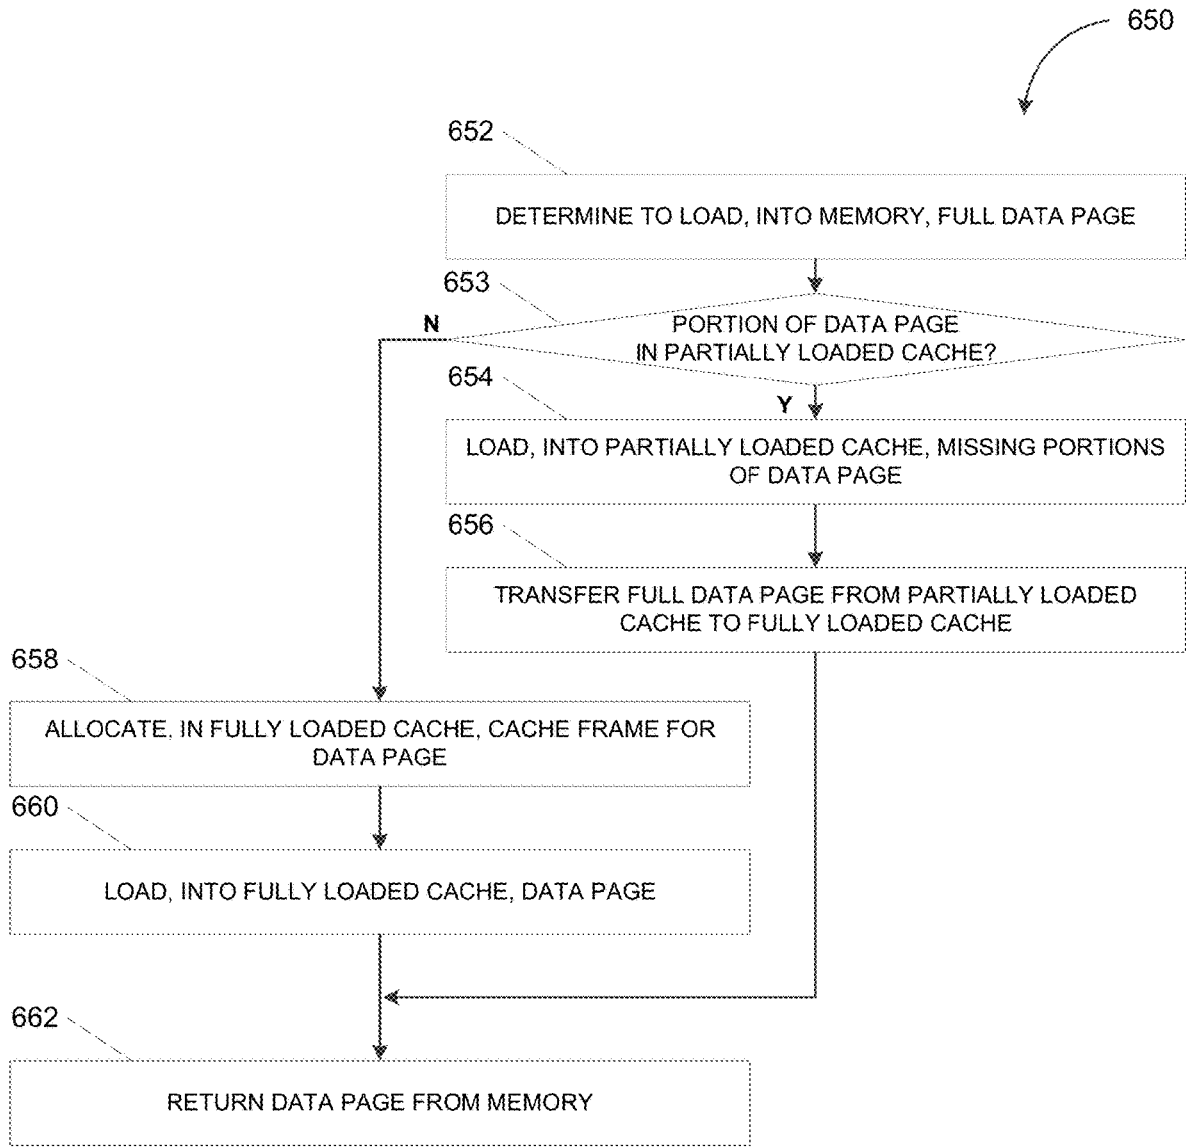 650
652
DETERMINE TO LOAD, INTO MEMORY, FULL DATA PAGE
653
N
PORTION OF DATA PAGE
IN PARTIALLY LOADED CACHE?
654
Y
LOAD, INTO PARTIALLY LOADED CACHE, MISSING PORTIONS
OF DATA PAGE
656
TRANSFER FULL DATA PAGE FROM PARTIALLY LOADED
CACHE TO FULLY LOADED CACHE
658
ALLOCATE, IN FULLY LOADED CACHE, CACHE FRAME FOR
DATA PAGE
660
LOAD, INTO FULLY LOADED CACHE, DATA PAGE
662
RETURN DATA PAGE FROM MEMORY